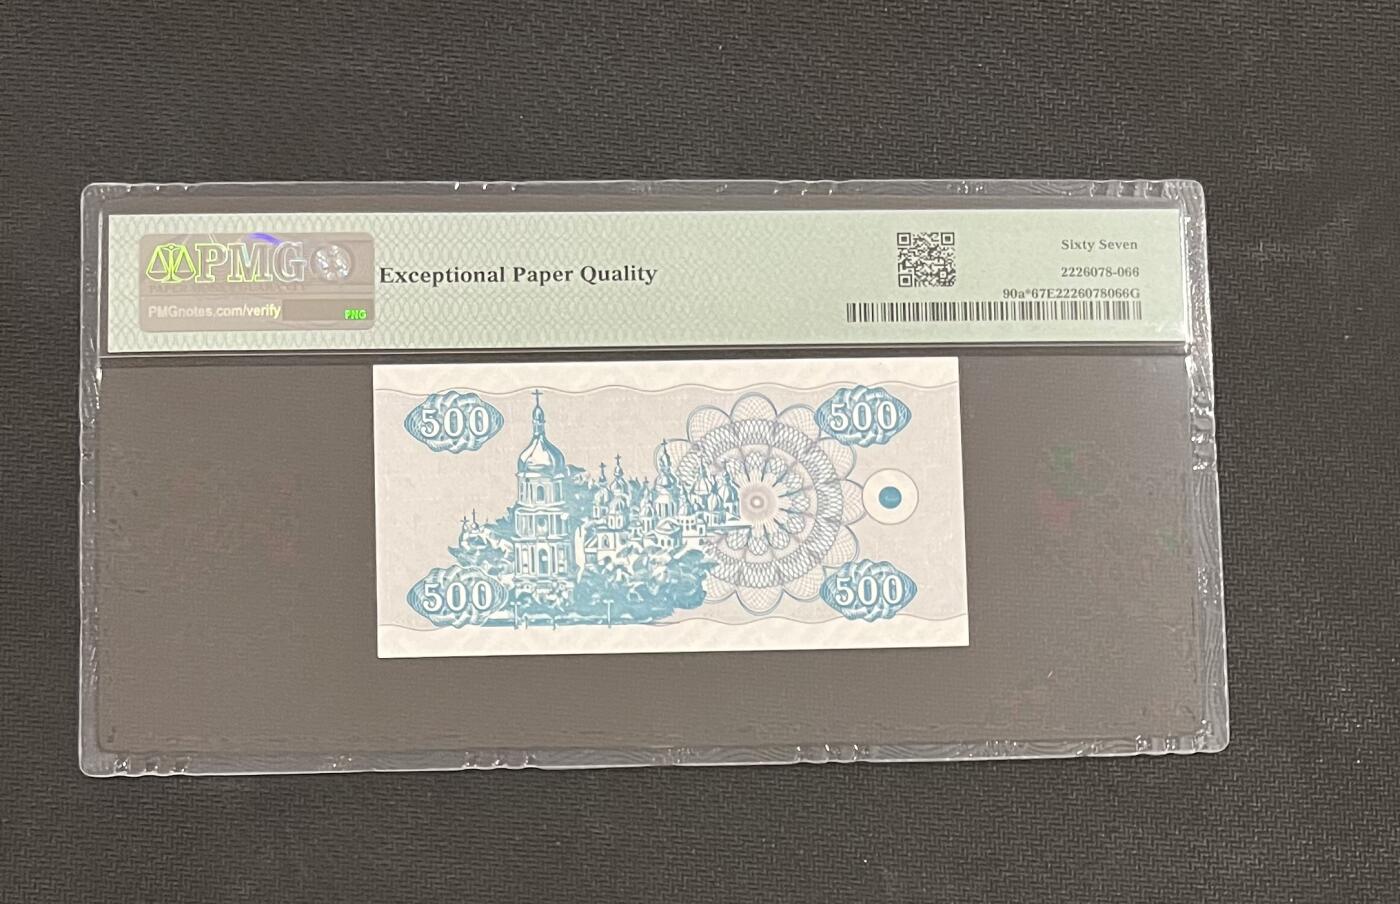 PMG
PMGnotes.com/verify
PNG
Exceptional Paper Quality
Sixty Seven
2226078-066
90a*67E2226078066G
500
500
500
500